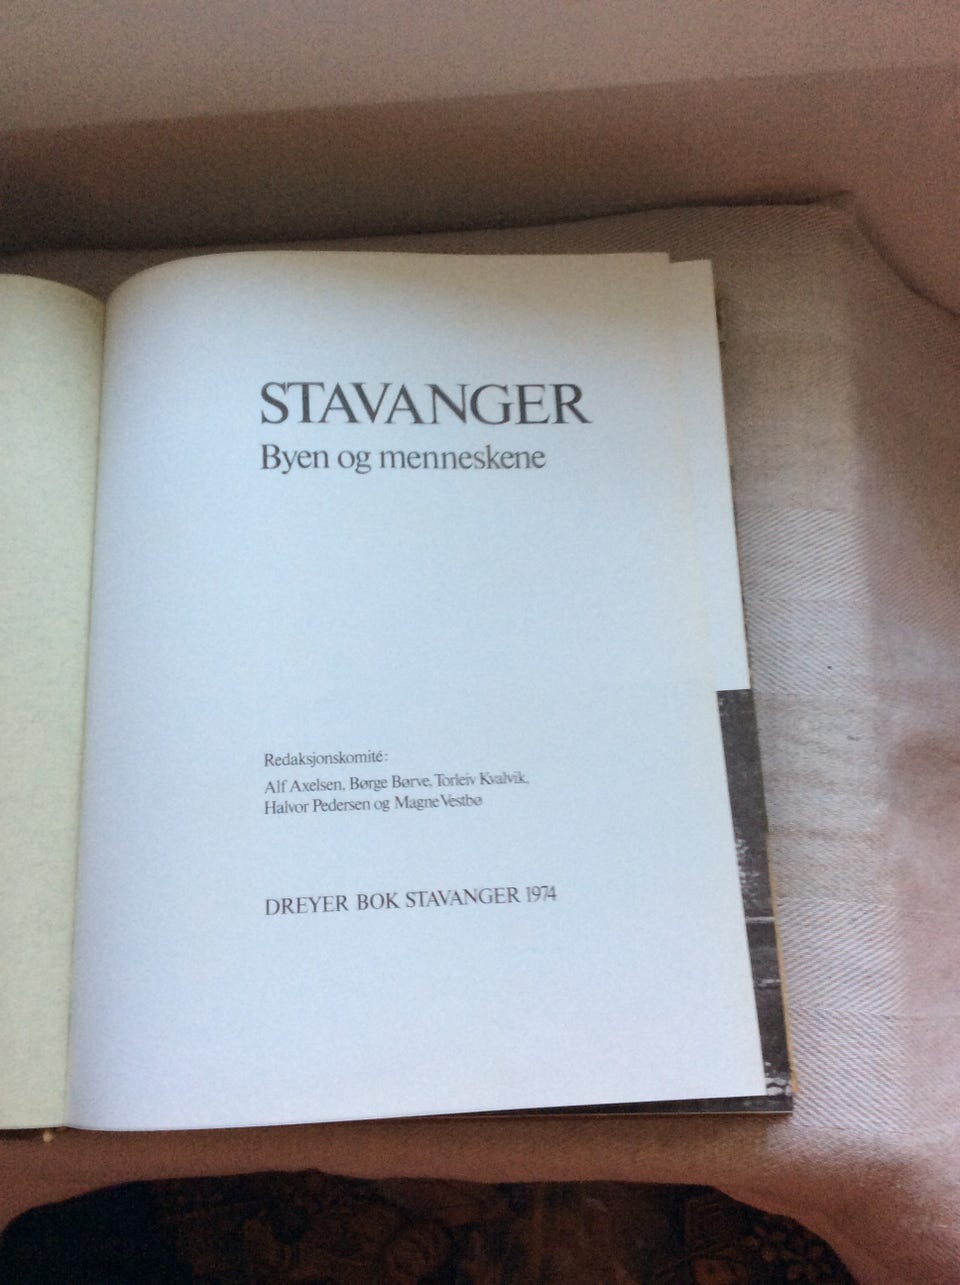 STAVANGER
Byen og menneskene
Redaksjonskomité:
Alf Axelsen, Børge Børve, Torleiv Kvalvik,
Halvor Pedersen og Magne Vestbø
DREYER BOK STAVANGER 1974